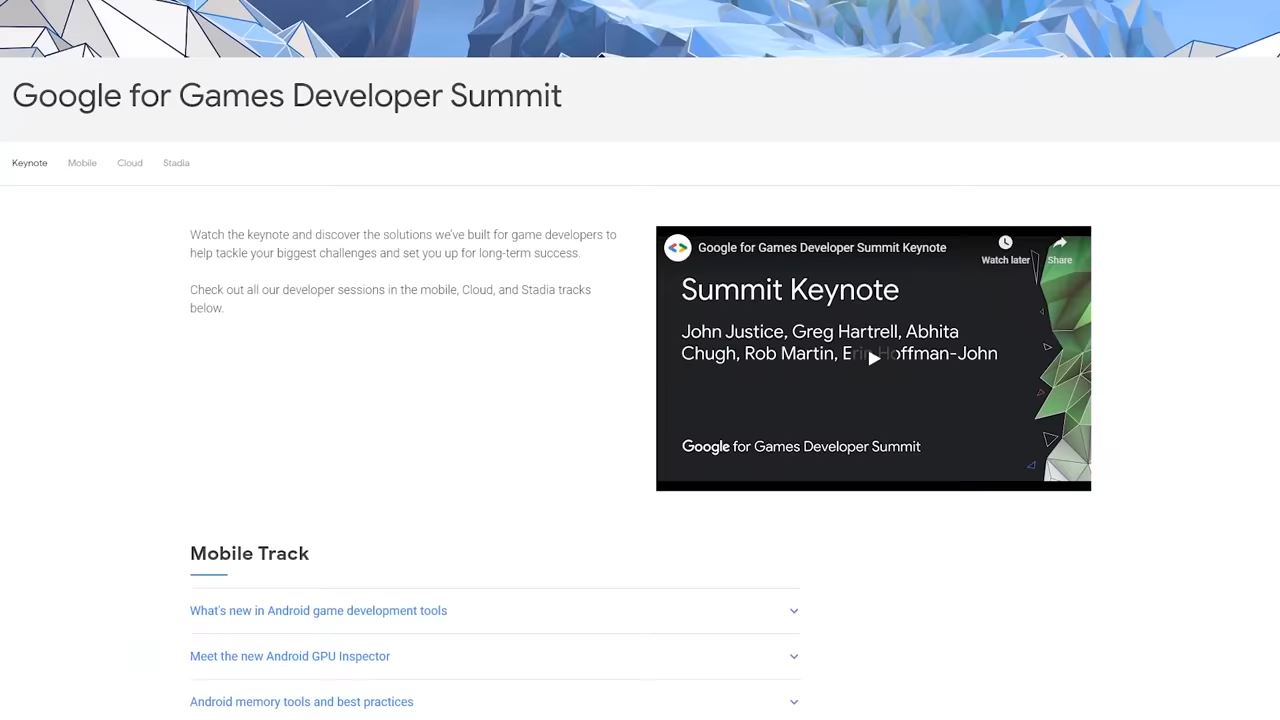 Google for Games Developer Summit
Keynote Mobile Cloud Stadia
Watch the keynote and discover the solutions we've built for game developers to
help tackle your biggest challenges and set you up for long-term success.
Check out all our developer sessions in the mobile, Cloud, and Stadia tracks
below.
Google for Games Developer Summit Keynote
Watch later
Share
Summit Keynote
John Justice, Greg Hartrell, Abhita
Chugh, Rob Martin, Erin Hoffman-John
Google for Games Developer Summit
Mobile Track
What's new in Android game development tools
Meet the new Android GPU Inspector
Android memory tools and best practices